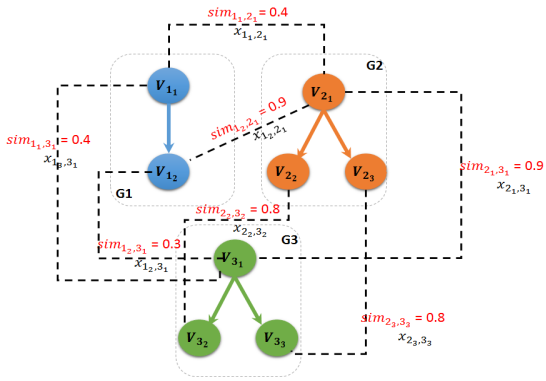 sim₁₁,₂₁ = 0.4
x₁₁,₂₁
G2
V₁₁
V₂₁
sim₁₂,₂₁ = 0.9
x₁₂,₂₁
sim₁₁,₃₁ = 0.4
x₁₃,₃₁
sim₂₁,₃₁ = 0.9
x₂₁,₃₁
V₁₂
V₂₂
V₂₃
G1
sim₂₂,₃₂ = 0.8
x₂₂,₃₂
sim₁₂,₃₁ = 0.3
x₁₂,₃₁
G3
V₃₁
sim₂₃,₃₃ = 0.8
x₂₃,₃₃
V₃₂
V₃₃